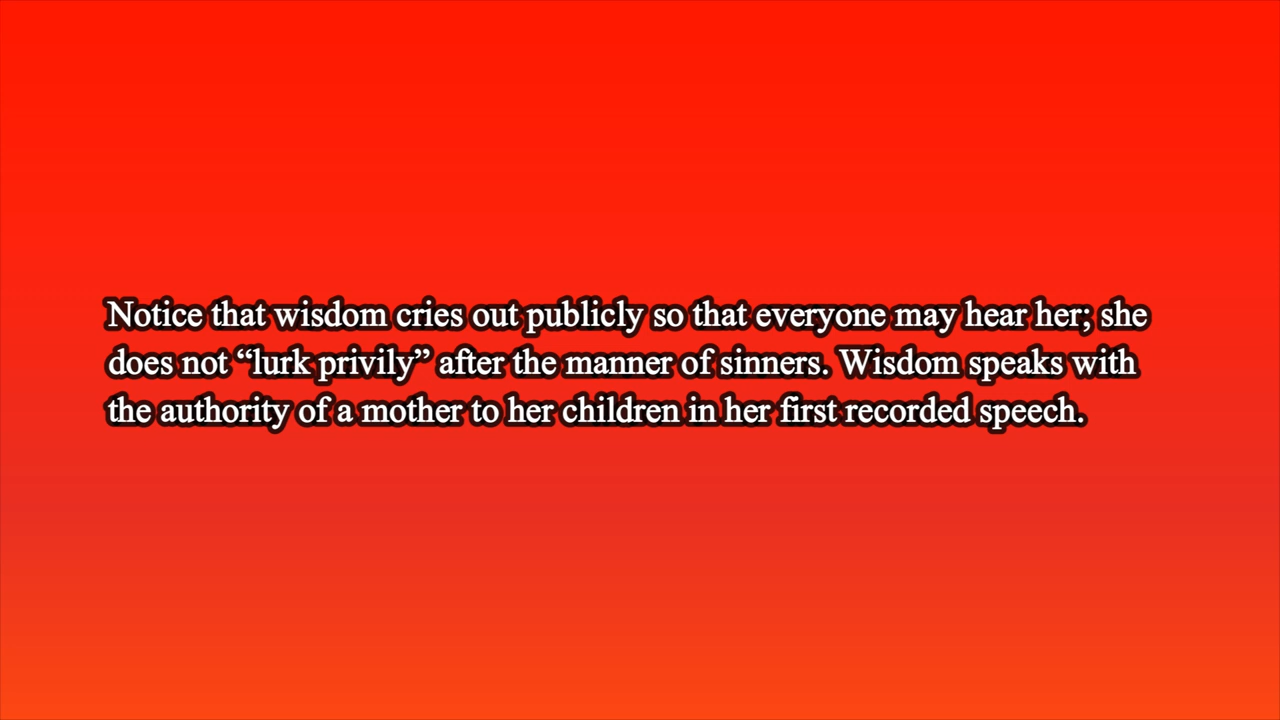 Notice that wisdom cries out publicly so that everyone may hear her; she
does not “lurk privily” after the manner of sinners. Wisdom speaks with
the authority of a mother to her children in her first recorded speech.